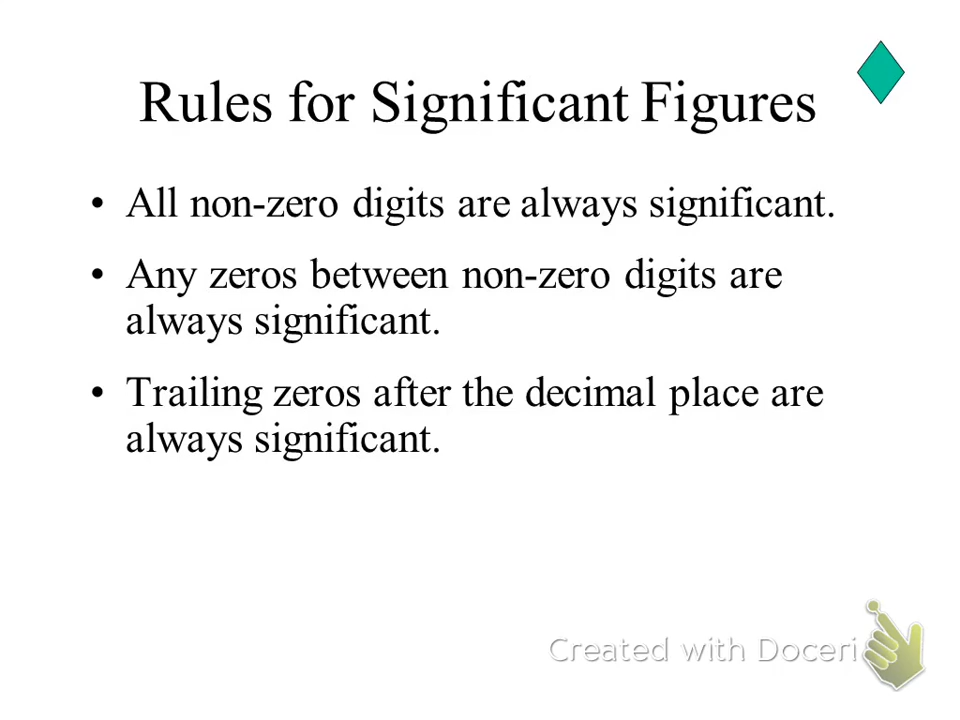 Rules for Significant Figures
• All non-zero digits are always significant.
• Any zeros between non-zero digits are
always significant.
• Trailing zeros after the decimal place are
always significant.
Created with Doceri